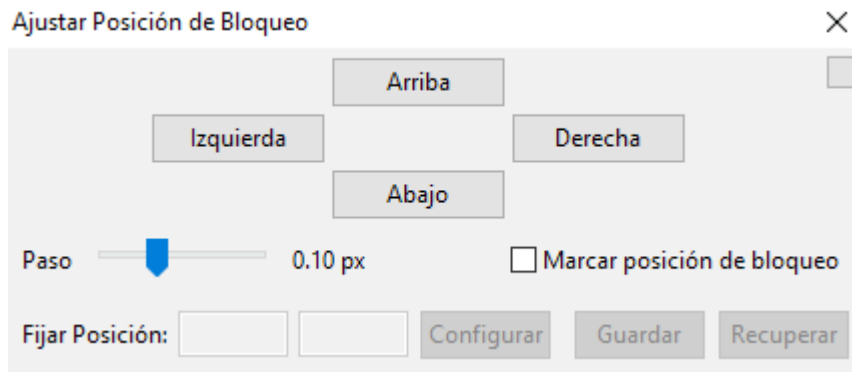 Ajustar Posición de Bloqueo
Arriba
Izquierda Derecha
Abajo
Paso 0.10 px Marcar posición de bloqueo
Fijar Posición: Configurar Guardar Recuperar